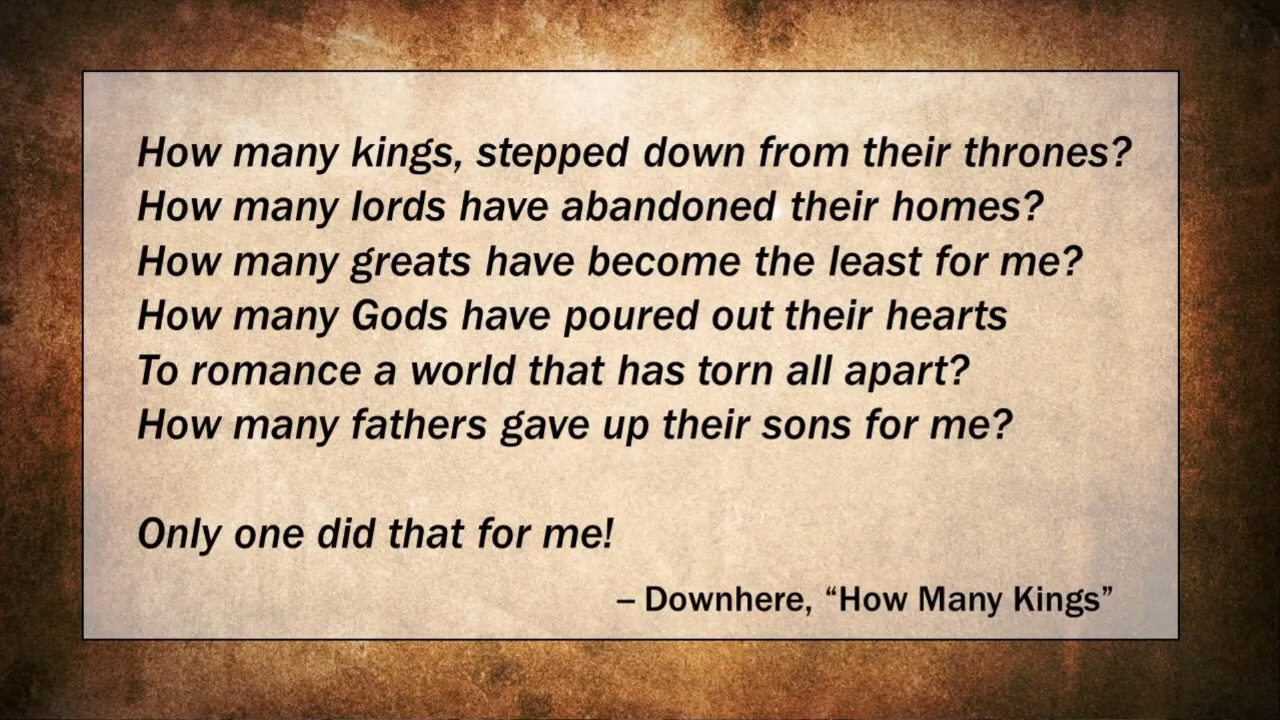 How many kings, stepped down from their thrones?
How many lords have abandoned their homes?
How many greats have become the least for me?
How many Gods have poured out their hearts
To romance a world that has torn all apart?
How many fathers gave up their sons for me?
Only one did that for me!
– Downhere, “How Many Kings”